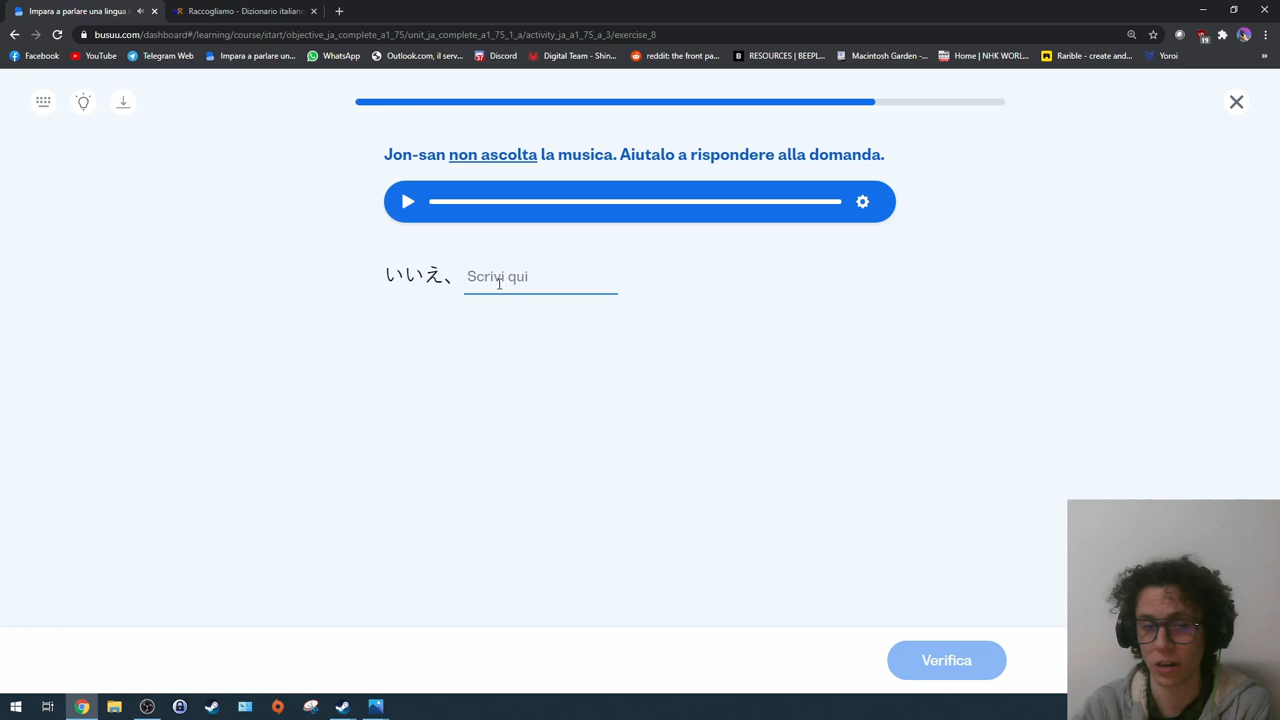 Impara a parlare una lingua i
Raccogliamo - Dizionario italiano
busuu.com/dashboard#/learning/course/start/objective_ja_complete_a1_75/unit_ja_complete_a1_75_1_a/activity_ja_a1_75_a_3/exercise_8
19
Facebook
YouTube
Telegram Web
Impara a parlare un...
WhatsApp
Outlook.com, il serv...
57
Discord
Digital Team - Shin...
reddit: the front pa...
RESOURCES | BEEPL...
Macintosh Garden -...
Home | NHK WORL...
Rarible - create and...
Yoroi
»
Jon-san non ascolta la musica. Aiutalo a rispondere alla domanda.
いいえ、 Scrivi qui
Verifica